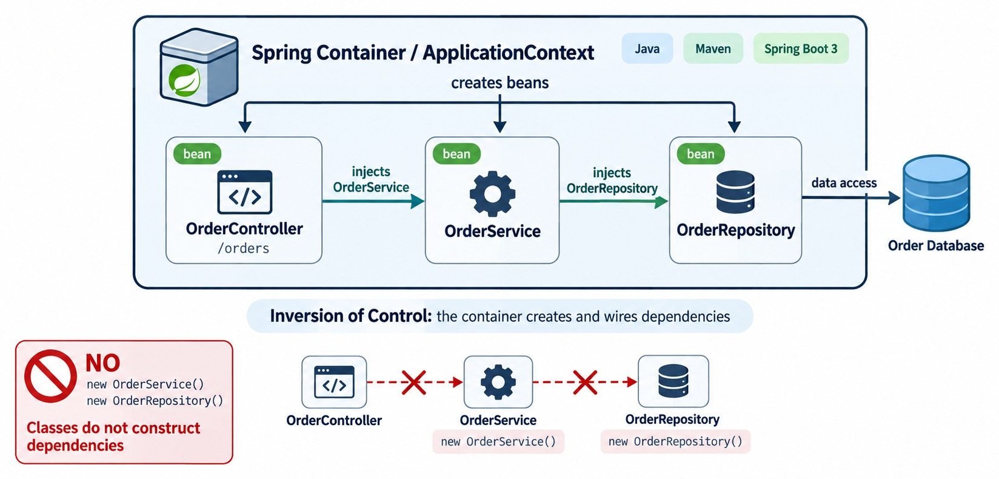 Spring Container / ApplicationContext
Java
Maven
Spring Boot 3
creates beans
bean
OrderController
/orders
injects
OrderService
bean
OrderService
injects
OrderRepository
bean
OrderRepository
data access
Order Database
Inversion of Control: the container creates and wires dependencies
NO
new OrderService()
new OrderRepository()
Classes do not construct
dependencies
OrderController
OrderService
new OrderService()
OrderRepository
new OrderRepository()